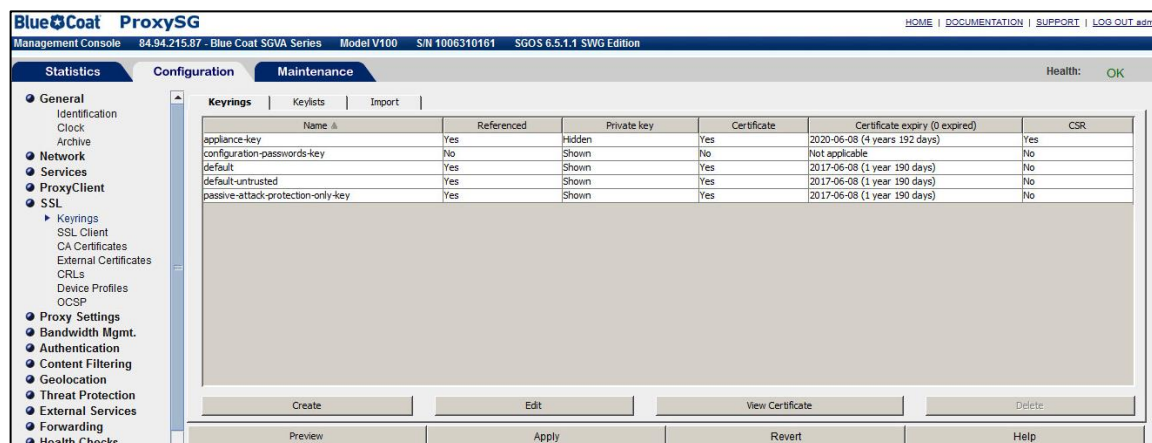 Blue Coat ProxySG
HOME | DOCUMENTATION | SUPPORT | LOG OUT adm
Management Console 84.94.215.87 - Blue Coat SGVA Series Model V100 S/N 1006310161 SGOS 6.5.1.1 SWG Edition
Statistics Configuration Maintenance Health: OK
General
Identification
Clock
Archive
Network
Services
ProxyClient
SSL
Keyrings
SSL Client
CA Certificates
External Certificates
CRLs
Device Profiles
OCSP
Proxy Settings
Bandwidth Mgmt.
Authentication
Content Filtering
Geolocation
Threat Protection
External Services
Forwarding
Health Checks
Keyrings | Keylists | Import |
Name Referenced Private key Certificate Certificate expiry (0 expired) CSR
appliance-key Yes Hidden Yes 2020-06-08 (4 years 192 days) Yes
configuration-passwords-key No Shown No Not applicable No
default Yes Shown Yes 2017-06-08 (1 year 190 days) No
default-untrusted Yes Shown Yes 2017-06-08 (1 year 190 days) No
passive-attack-protection-only-key Yes Shown Yes 2017-06-08 (1 year 190 days) No
Create Edit View Certificate Delete
Preview Apply Revert Help